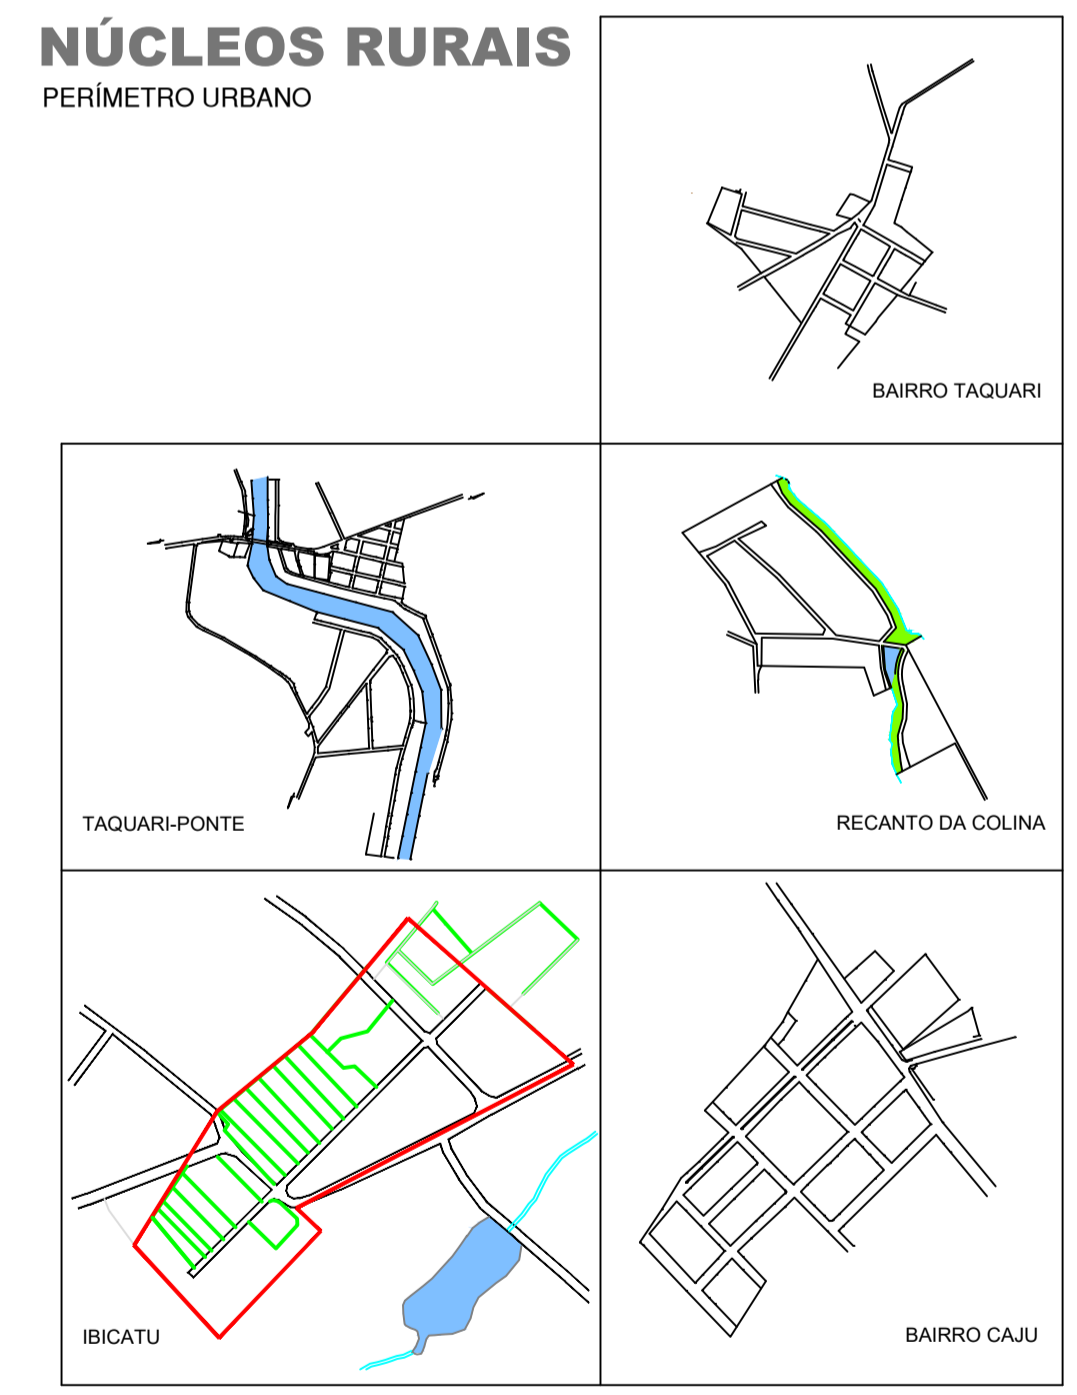 NÚCLEOS RURAIS
PERÍMETRO URBANO
BAIRRO TAQUARI
TAQUARI-PONTE
RECANTO DA COLINA
IBICATU
BAIRRO CAJU